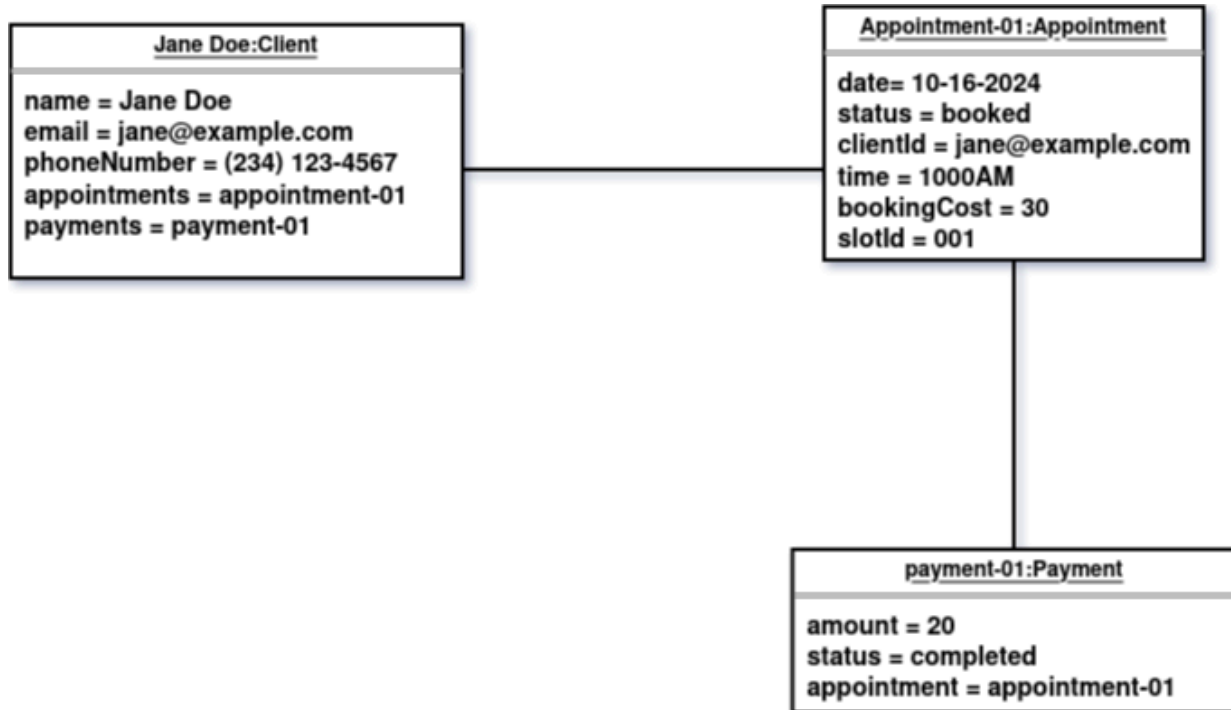 Jane Doe:Client
name = Jane Doe
email = jane@example.com
phoneNumber = (234) 123-4567
appointments = appointment-01
payments = payment-01
Appointment-01:Appointment
date= 10-16-2024
status = booked
clientId = jane@example.com
time = 1000AM
bookingCost = 30
slotId = 001
payment-01:Payment
amount = 20
status = completed
appointment = appointment-01